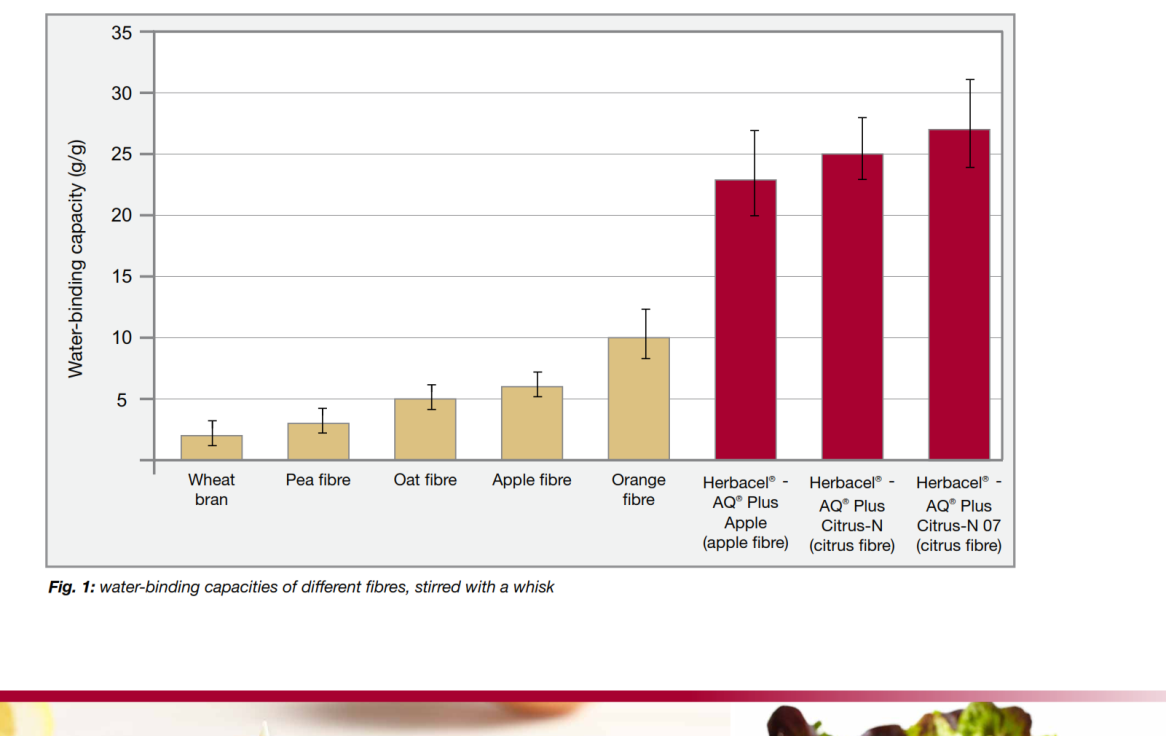 35
30
25
20
15
10
5
Water-binding capacity (g/g)
Wheat
bran
Pea fibre
Oat fibre
Apple fibre
Orange
fibre
Herbacel® -
AQ® Plus
Apple
(apple fibre)
Herbacel® -
AQ® Plus
Citrus-N
(citrus fibre)
Herbacel® -
AQ® Plus
Citrus-N 07
(citrus fibre)
Fig. 1: water-binding capacities of different fibres, stirred with a whisk